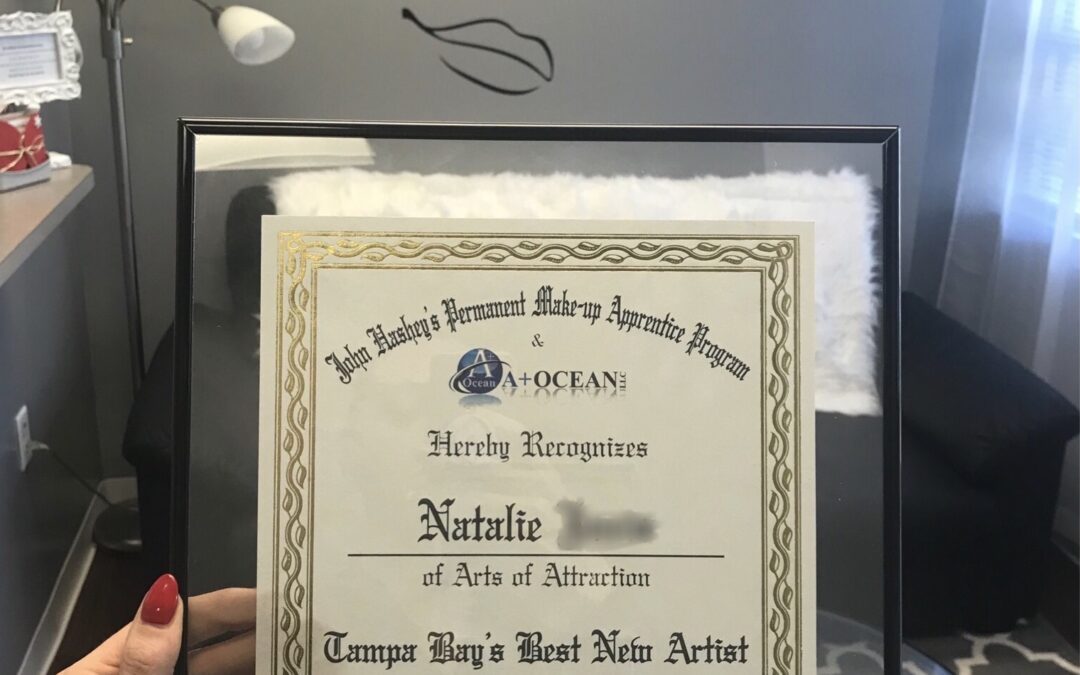 John Hashey's Permanent Make-up Apprentice Program
&
A+
Ocean
A+OCEAN LLC
Hereby Recognizes
Natalie
of Arts of Attraction
Tampa Bay's Best New Artist